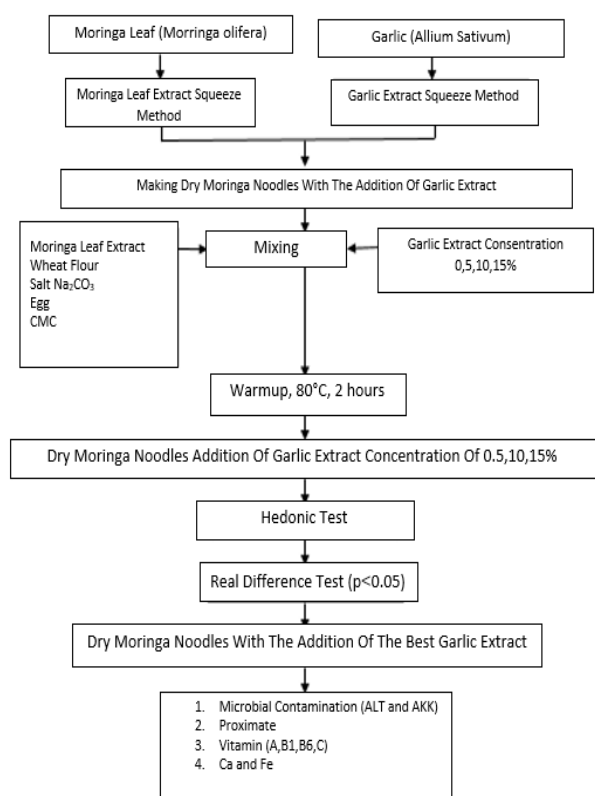 Moringa Leaf (Morringa olifera)
Garlic (Allium Sativum)
Moringa Leaf Extract Squeeze
Method
Garlic Extract Squeeze Method
Making Dry Moringa Noodles With The Addition Of Garlic Extract
Moringa Leaf Extract
Wheat Flour
Salt Na₂CO₃
Egg
CMC
Mixing
Garlic Extract Consentration
0,5,10,15%
Warmup, 80°C, 2 hours
Dry Moringa Noodles Addition Of Garlic Extract Concentration Of 0.5,10,15%
Hedonic Test
Real Difference Test (p<0.05)
Dry Moringa Noodles With The Addition Of The Best Garlic Extract
1. Microbial Contamination (ALT and AKK)
2. Proximate
3. Vitamin (A,B1,B6,C)
4. Ca and Fe